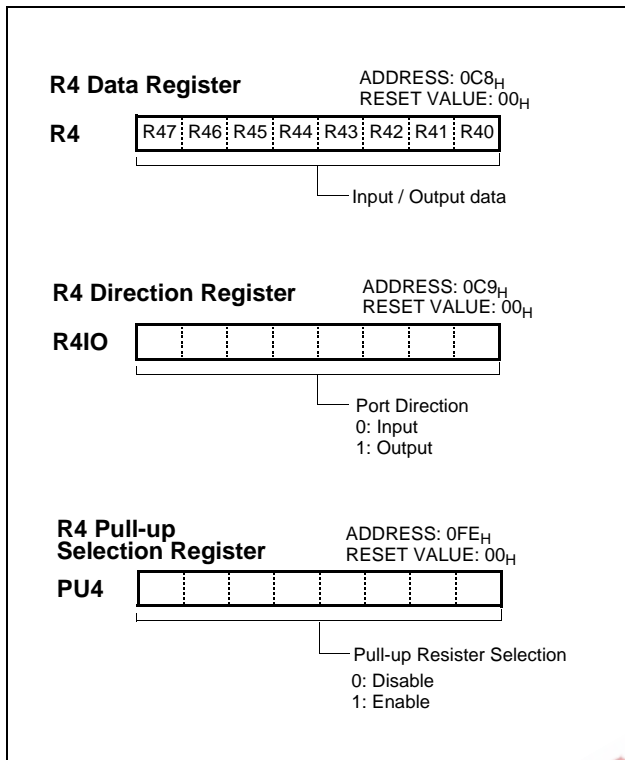 R4 Data Register
ADDRESS: 0C8H
RESET VALUE: 00H
R4
R47 R46 R45 R44 R43 R42 R41 R40
Input / Output data
R4 Direction Register
ADDRESS: 0C9H
RESET VALUE: 00H
R4IO
Port Direction
0: Input
1: Output
R4 Pull-up
Selection Register
ADDRESS: 0FEH
RESET VALUE: 00H
PU4
Pull-up Resister Selection
0: Disable
1: Enable